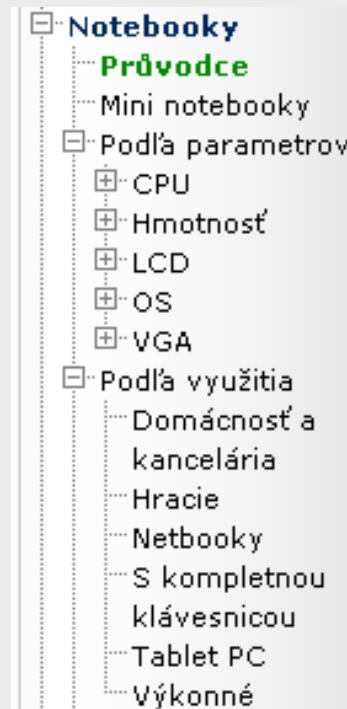 Notebooky
Průvodce
Mini notebooky
Podľa parametrov
CPU
Hmotnosť
LCD
OS
VGA
Podľa využitia
Domácnosť a
kancelária
Hracie
Netbooky
S kompletnou
klávesnicou
Tablet PC
Výkonné